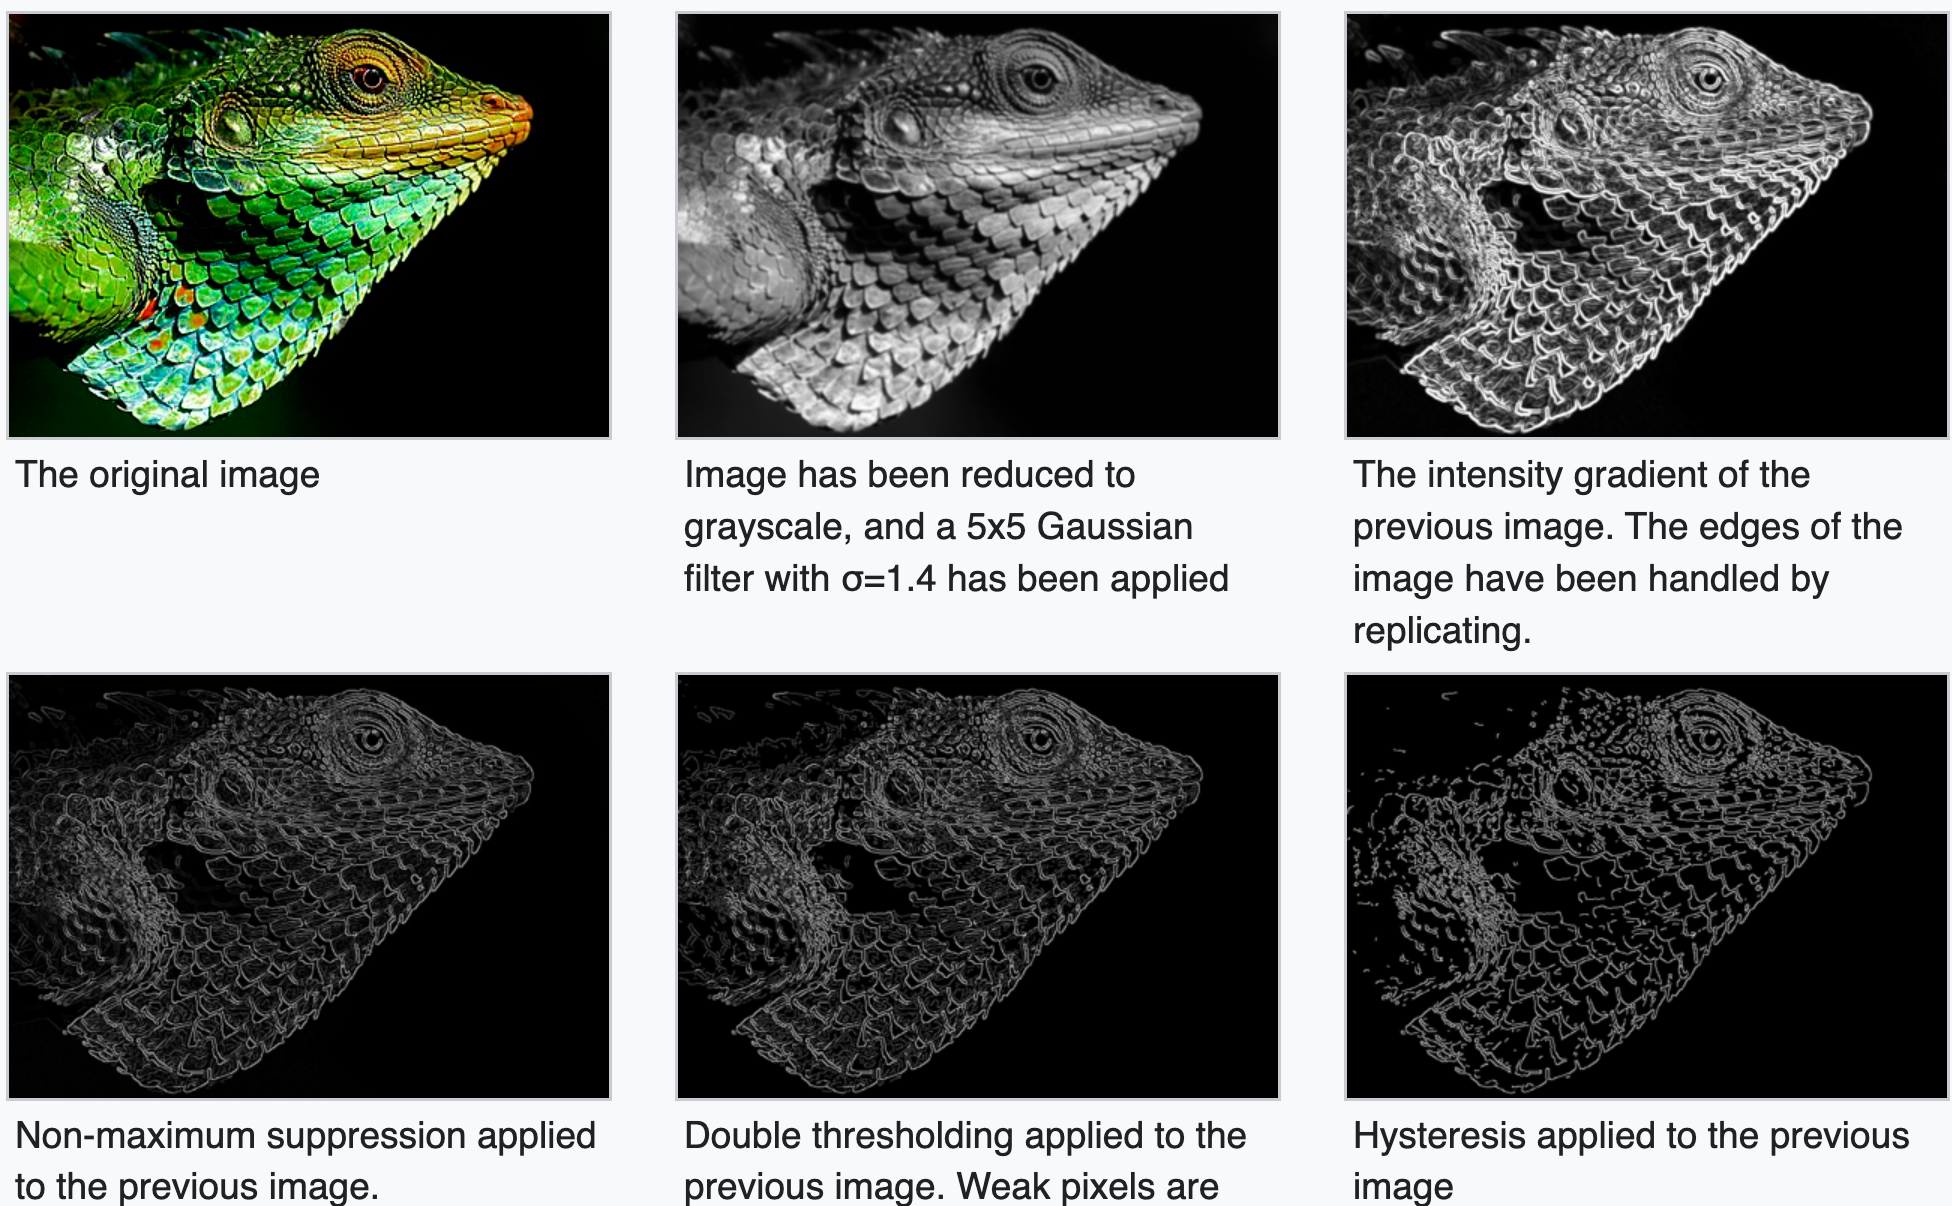 The original image
Image has been reduced to
grayscale, and a 5x5 Gaussian
filter with σ=1.4 has been applied
The intensity gradient of the
previous image. The edges of the
image have been handled by
replicating.
Non-maximum suppression applied
to the previous image.
Double thresholding applied to the
previous image. Weak pixels are
Hysteresis applied to the previous
image